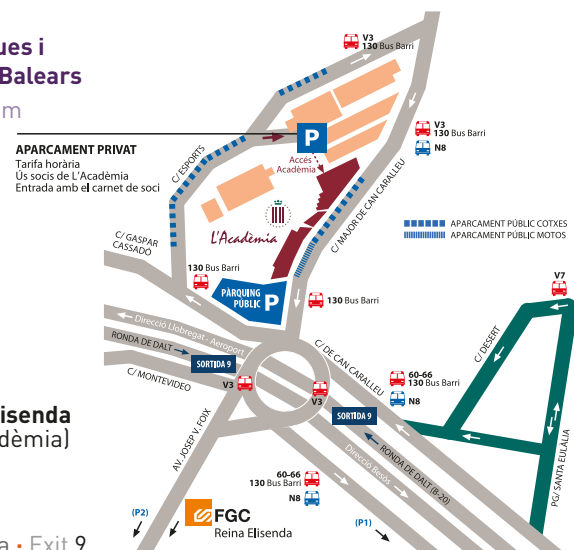 ues i
Balears
m
APARCAMENT PRIVAT
Tarifa horària
Ús socis de L'Acadèmia
Entrada amb el carnet de soci
V3
130 Bus Barri
P
Accés
Acadèmia
C/ ESPORTS
V3
130 Bus Barri
N8
C/ MAJOR DE CAN CARALLEU
L'Acadèmia
APARCAMENT PÚBLIC COTXES
APARCAMENT PÚBLIC MOTOS
C/ GASPAR
CASSADÓ
130 Bus Barri
PÀRQUING
PÚBLIC P
130 Bus Barri
V7
Direcció Llobregat - Aeroport
RONDA DE DALT
SORTIDA 9
C/ MONTEVIDEO
V3
V3
C/ DE CAN CARALLEU
60-66
130 Bus Barri
N8
C/ DESERT
SORTIDA 9
RONDA DE DALT (B-20)
Direcció Besòs
PG/ SANTA EULÀLIA
AV. JOSEP V. FOIX
isenda
dèmia)
60-66
130 Bus Barri
N8
(P2)
FGC
Reina Elisenda
(P1)
a · Exit 9